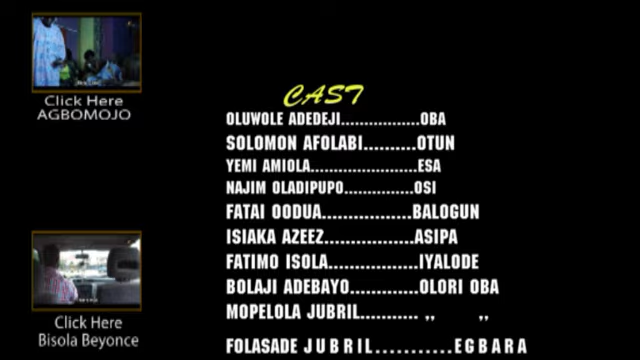 Click Here
AGBOMOJO
CAST
OLUWOLE ADEDEJI..................OBA
SOLOMON AFOLABI..........OTUN
YEMI AMIOLA.......................ESA
NAJIM OLADIPUPO...............OSI
FATAI OODUA.................BALOGUN
ISIAKA AZEEZ.................ASIPA
FATIMO ISOLA.................IYALODE
BOLAJI ADEBAYO.............OLORI OBA
MOPELOLA JUBRIL........... ,, ,,
FOLASADE JUBRIL...........EGBARA
Click Here
Bisola Beyonce